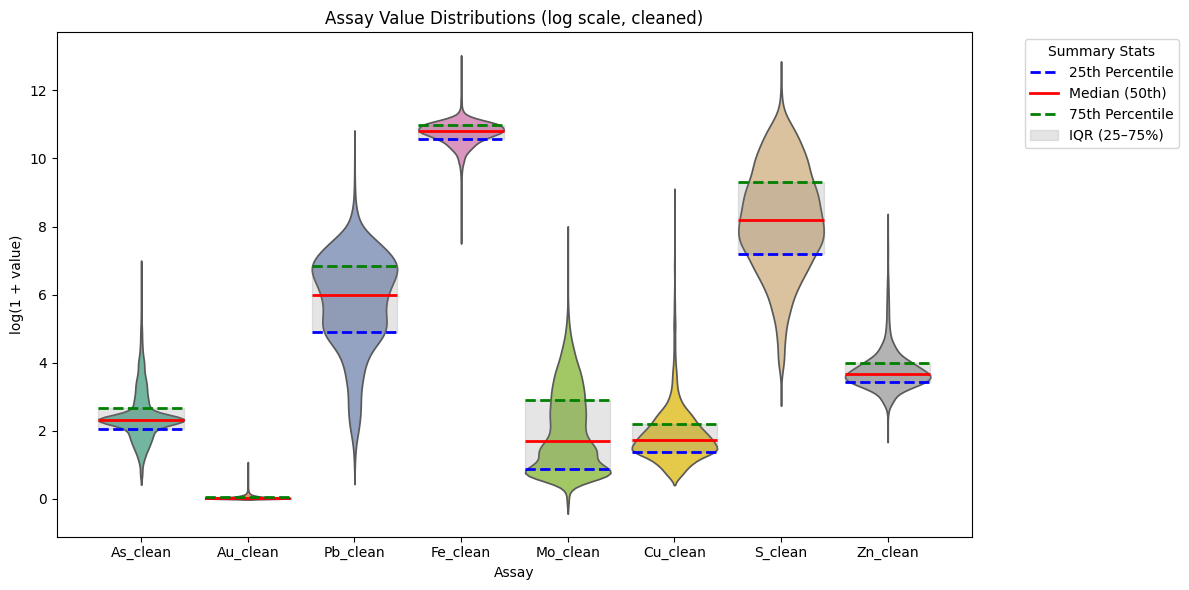 Assay Value Distributions (log scale, cleaned)
Summary Stats
25th Percentile
Median (50th)
75th Percentile
IQR (25–75%)
log(1 + value)
12
10
8
6
4
2
0
As_clean Au_clean Pb_clean Fe_clean Mo_clean Cu_clean S_clean Zn_clean
Assay